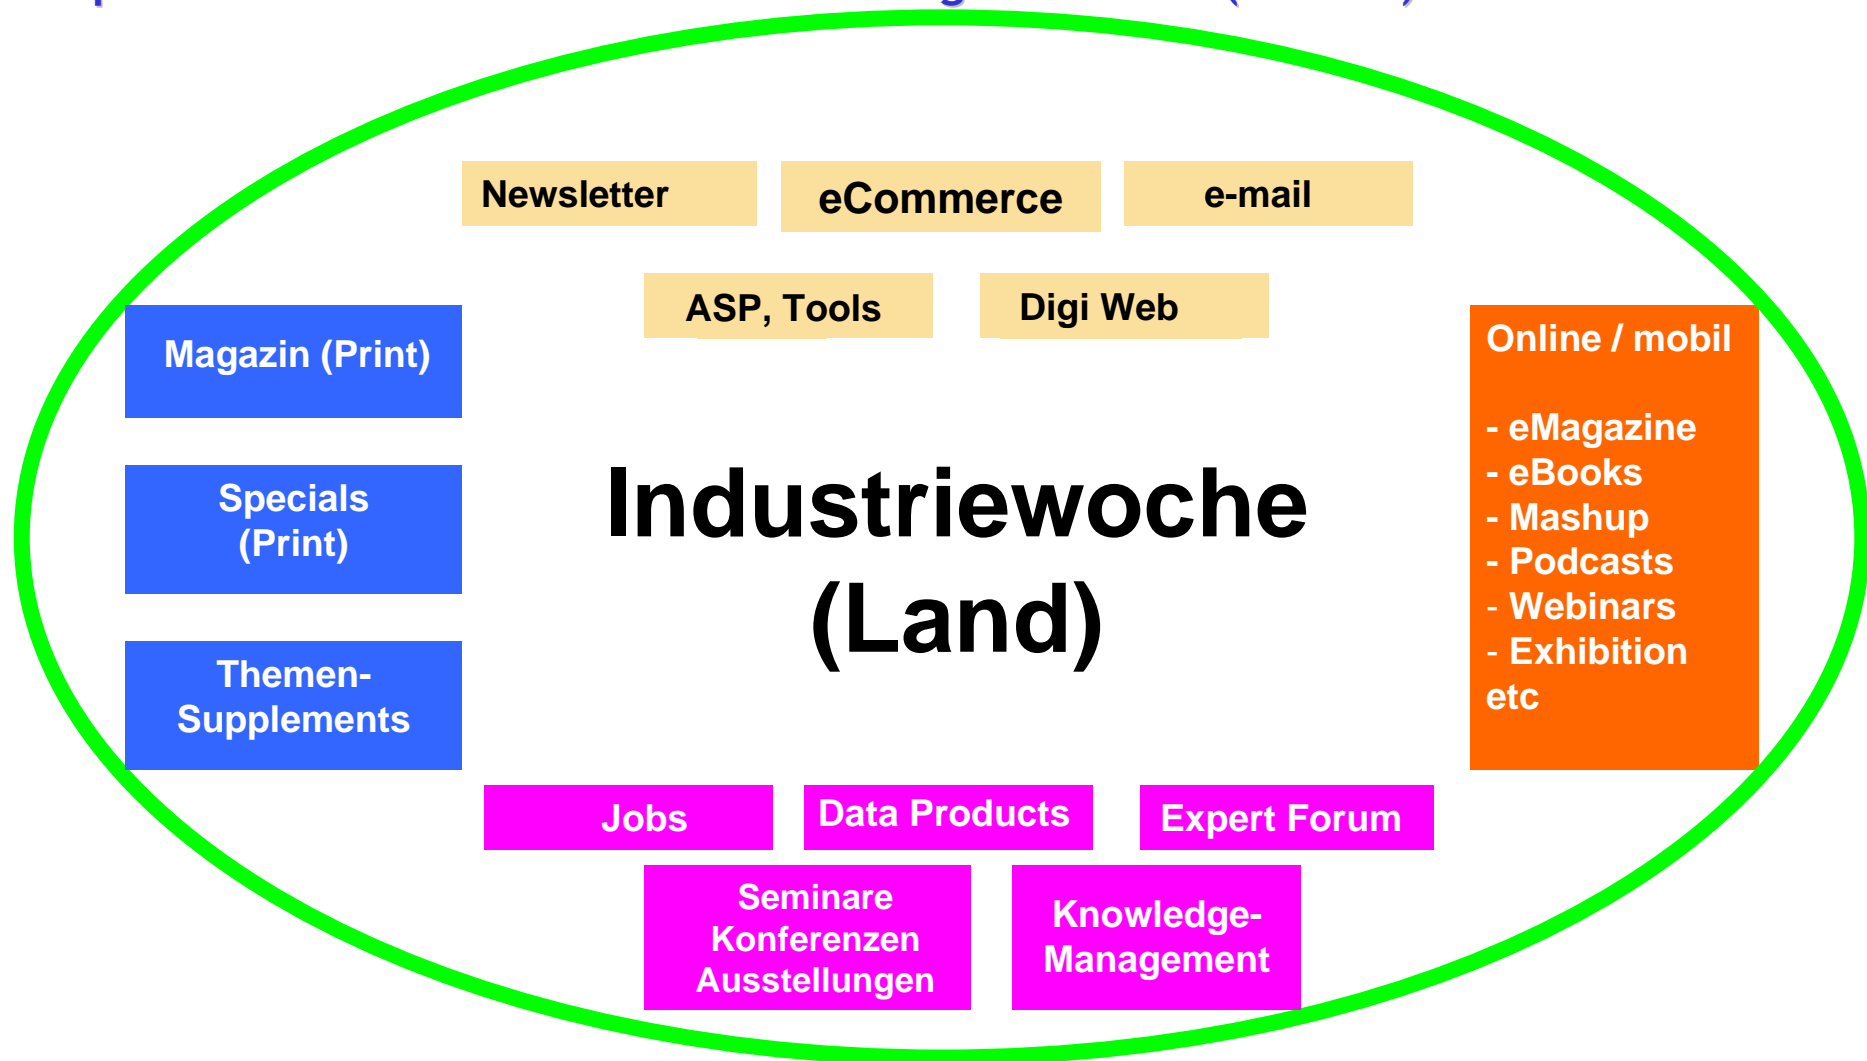 Newsletter
eCommerce
e-mail
ASP, Tools
Digi Web
Magazin (Print)
Specials
(Print)
Themen-
Supplements
Industriewoche
(Land)
Online / mobil
- eMagazine
- eBooks
- Mashup
- Podcasts
- Webinars
- Exhibition
etc
Jobs
Data Products
Expert Forum
Seminare
Konferenzen
Ausstellungen
Knowledge-
Management